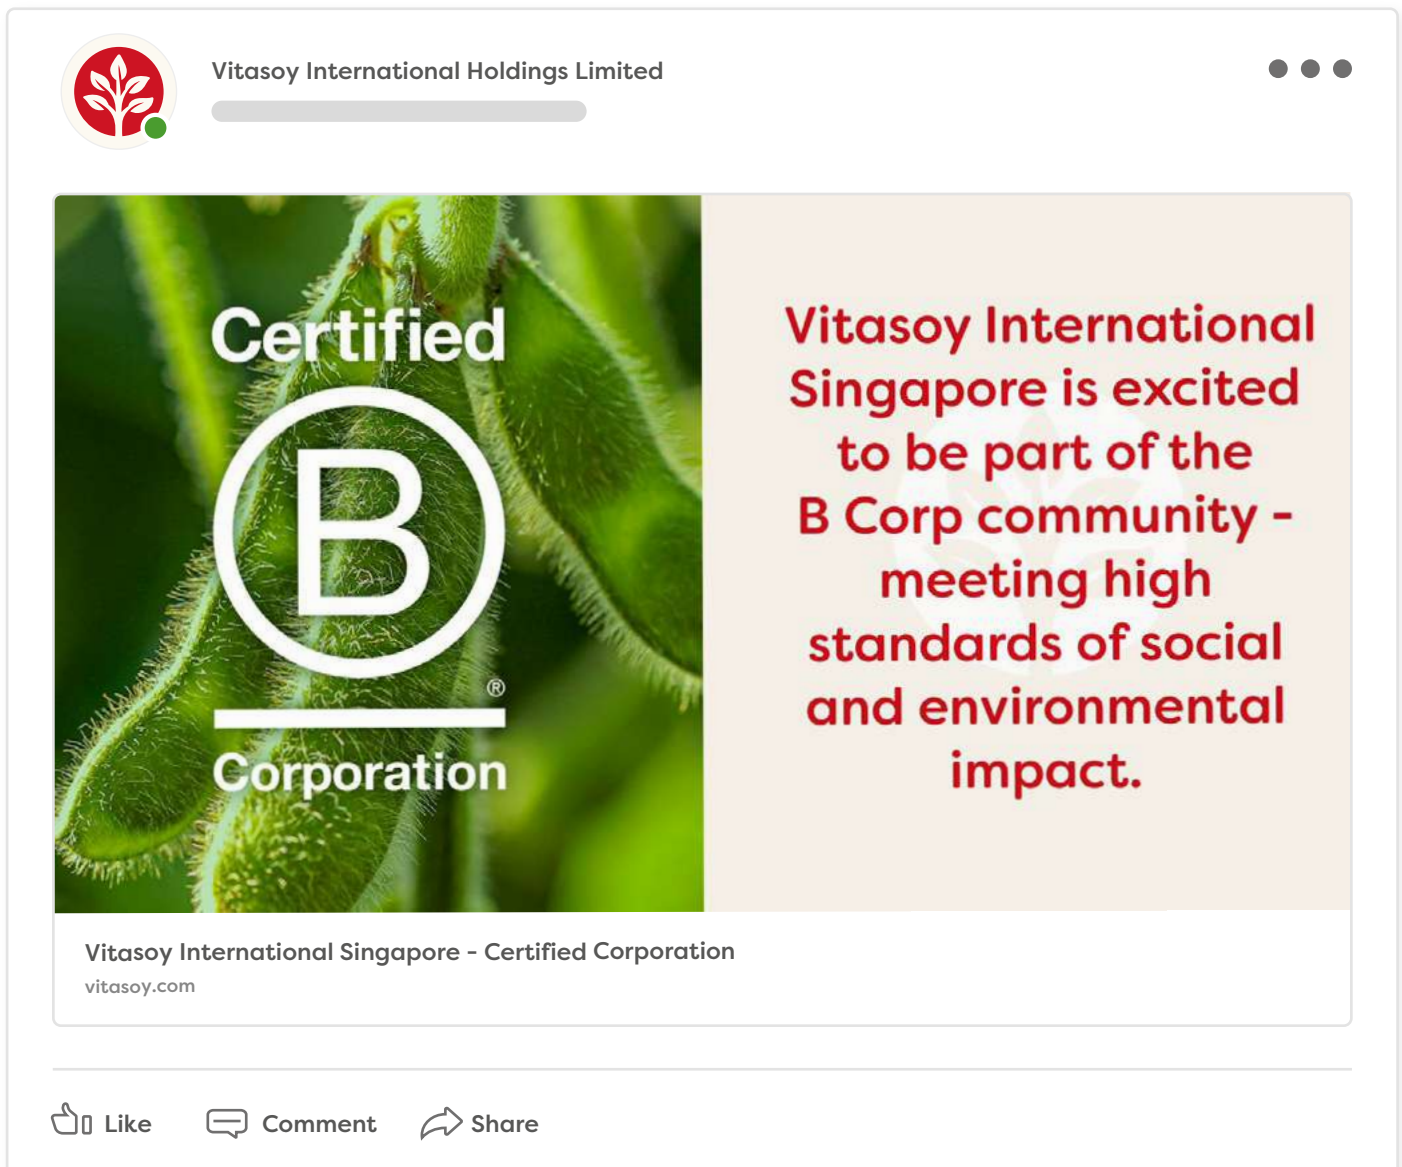 Vitasoy International Holdings Limited
Certified
B
®
Corporation
Vitasoy International
Singapore is excited
to be part of the
B Corp community -
meeting high
standards of social
and environmental
impact.
Vitasoy International Singapore - Certified Corporation
vitasoy.com
Like Comment Share